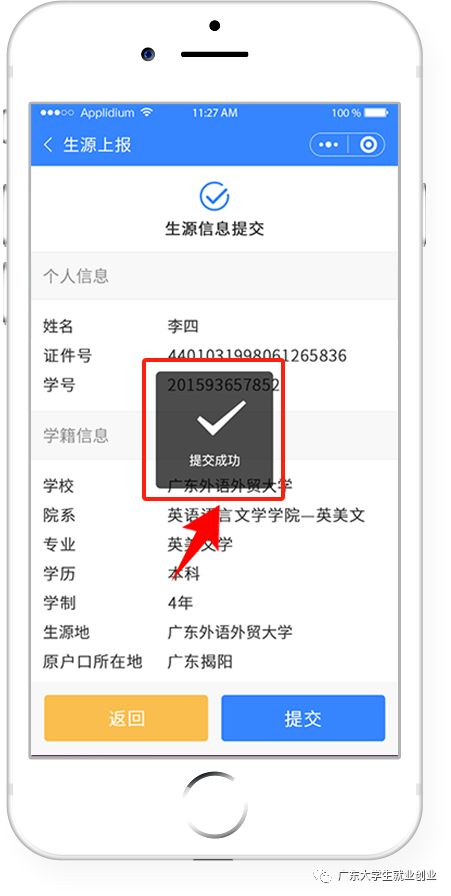 Applidium 11:27 AM 100 %
生源上报
生源信息提交
个人信息
姓名 李四
证件号 4401031998061265836
学号 201593657852
学籍信息
提交成功
学校 广东外语外贸大学
院系 英语语言文学学院—英美文
专业 英美文学
学历 本科
学制 4年
生源地 广东外语外贸大学
原户口所在地 广东揭阳
返回 提交
广东大学生就业创业